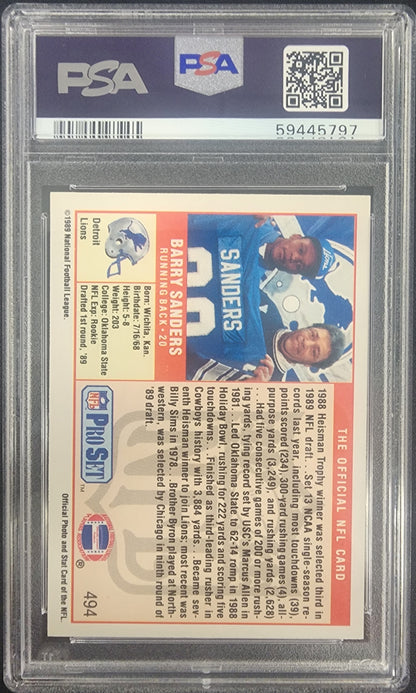 PSA
PSA
59445797
SANDERS
BARRY SANDERS
RUNNING BACK • 20
Born: Wichita, Kan.
Birthdate: 7/16/68
Height: 5-8
Weight: 203
College: Oklahoma State
NFL Exp: Rookie
Drafted 1st round, '89
Detroit
Lions
©1989 National Football League.
THE OFFICIAL NFL CARD
1988 Heisman Trophy winner was selected third in
1989 NFL draft... Set 13 NCAA single-season re-
cords last year, including most touchdowns (39),
points scored (234), 300-yard rushing games (4), all-
purpose yards (3,249), and rushing yards (2,628)
... Had five consecutive games of 200 or more rush-
ing yards, tying record set by USC's Marcus Allen in
1981... Led Oklahoma State to 62-14 romp in 1988
Holiday Bowl, rushing for 222 yards and scoring five
touchdowns... Finished as third-leading rusher in
Cowboys history with 3,884 yards... Became sev-
enth Heisman winner to join Lions; most recent was
Billy Sims in 1978... Brother Byron played at North-
western, was selected by Chicago in ninth round of
'89 draft.
NFL
PRO SET
™
®
494
Official Photo and Stat Card of the NFL.